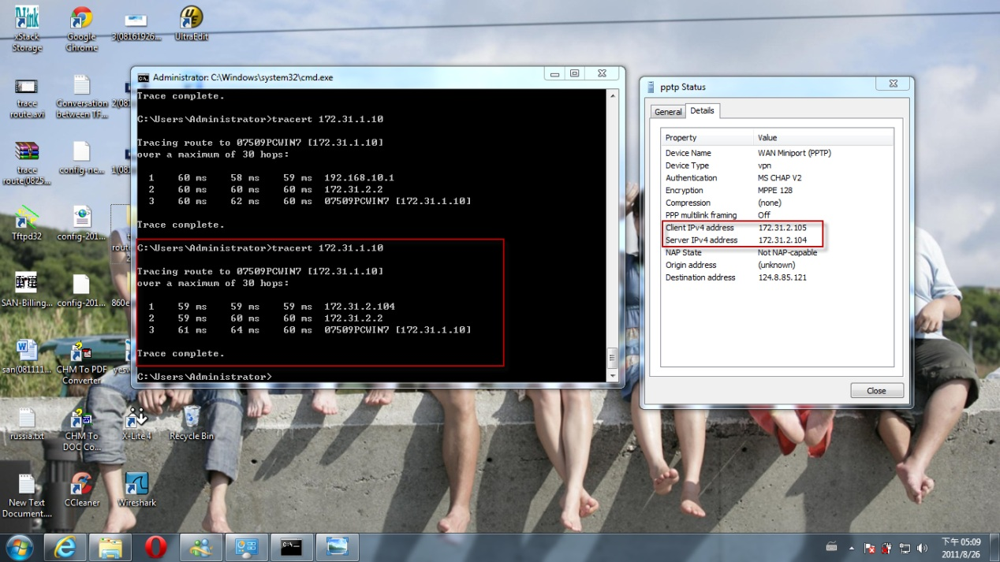 xStack
Storage
Google
Chrome
3(08161926...
UltraEdit
trace
route.avi
Conversation
between TF...
2(081
trace
route(0825...
config-ne...
1(081
Tftpd32
config-201...
SAN-Billing...
config-201...
860e
san(081111...
CHM To PDF
Converter
russia.txt
CHM To
DOC Co...
X-Lite 4
Recycle Bin
New Text
Document....
CCleaner
Wireshark
Administrator: C:\Windows\system32\cmd.exe
Trace complete.
C:\Users\Administrator>tracert 172.31.1.10
Tracing route to 07509PCWIN7 [172.31.1.10]
over a maximum of 30 hops:
1 60 ms 58 ms 59 ms 192.168.10.1
2 60 ms 60 ms 60 ms 172.31.2.2
3 60 ms 62 ms 60 ms 07509PCWIN7 [172.31.1.10]
Trace complete.
C:\Users\Administrator>tracert 172.31.1.10
Tracing route to 07509PCWIN7 [172.31.1.10]
over a maximum of 30 hops:
1 59 ms 59 ms 59 ms 172.31.2.104
2 59 ms 60 ms 60 ms 172.31.2.2
3 61 ms 64 ms 60 ms 07509PCWIN7 [172.31.1.10]
Trace complete.
C:\Users\Administrator>
pptp Status
General Details
Property Value
Device Name WAN Miniport (PPTP)
Device Type vpn
Authentication MS CHAP V2
Encryption MPPE 128
Compression (none)
PPP multilink framing Off
Client IPv4 address 172.31.2.105
Server IPv4 address 172.31.2.104
NAP State Not NAP-capable
Origin address (unknown)
Destination address 124.8.85.121
Close
下午 05:09
2011/8/26